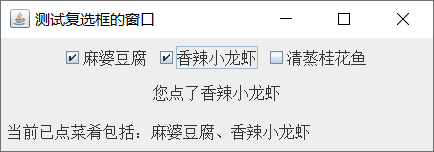 测试复选框的窗口
麻婆豆腐 香辣小龙虾 清蒸桂花鱼
您点了香辣小龙虾
当前已点菜肴包括：麻婆豆腐、香辣小龙虾